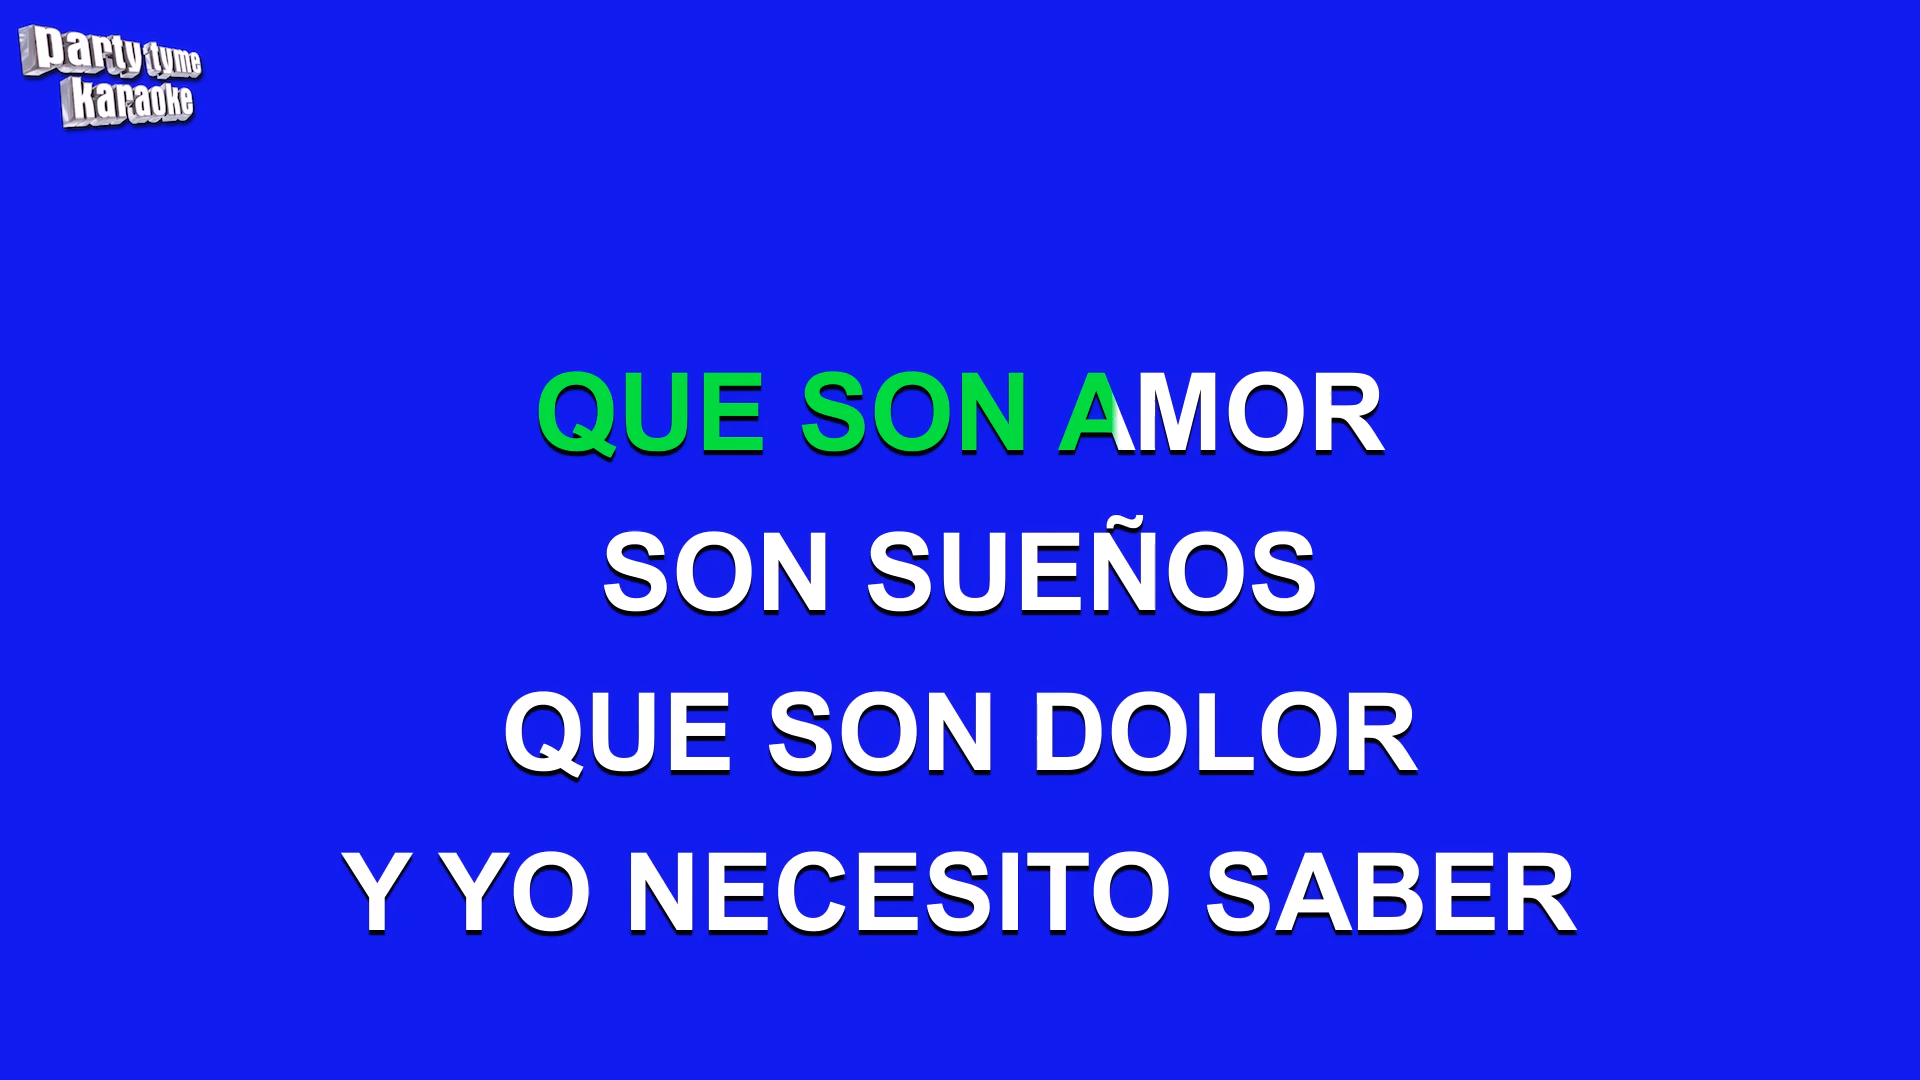 party tyme
karaoke
QUE SON AMOR
SON SUEÑOS
QUE SON DOLOR
Y YO NECESITO SABER